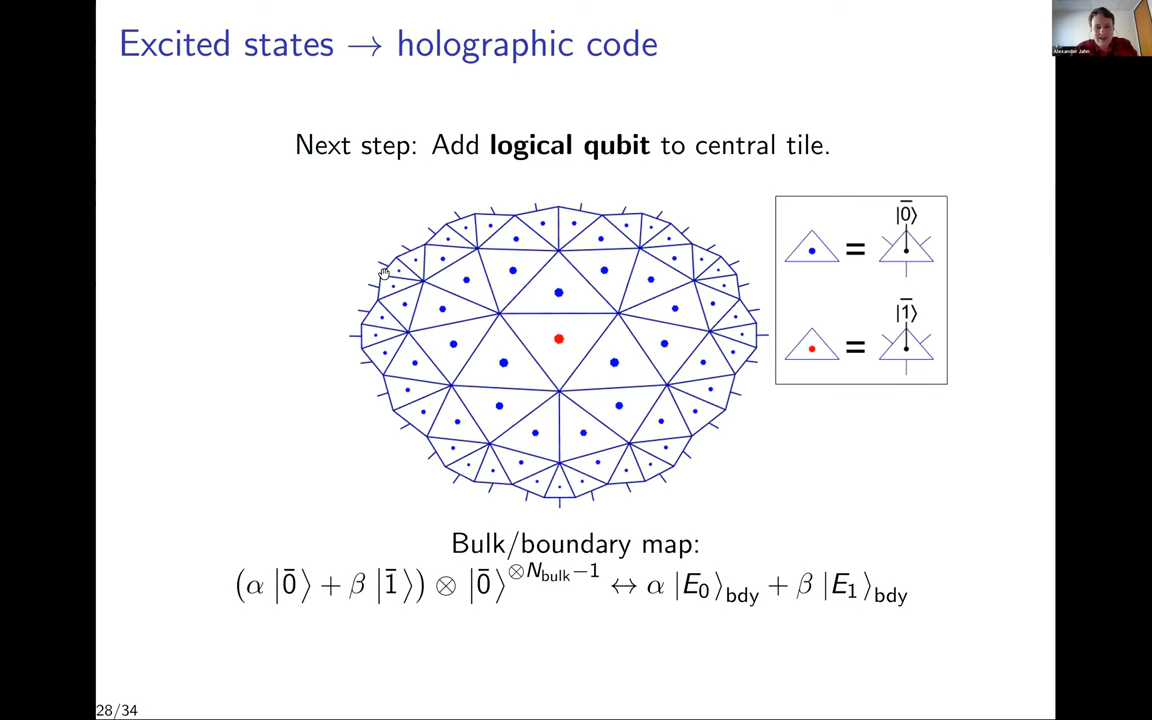 Excited states → holographic code
Alexander Jahn
Next step: Add logical qubit to central tile.
|0̄⟩
=
|1̄⟩
=
Bulk/boundary map:
(α |0̄⟩ + β |1̄⟩) ⊗ |0̄⟩^{⊗N_bulk−1} ↔ α |E₀⟩_bdy + β |E₁⟩_bdy
28/34